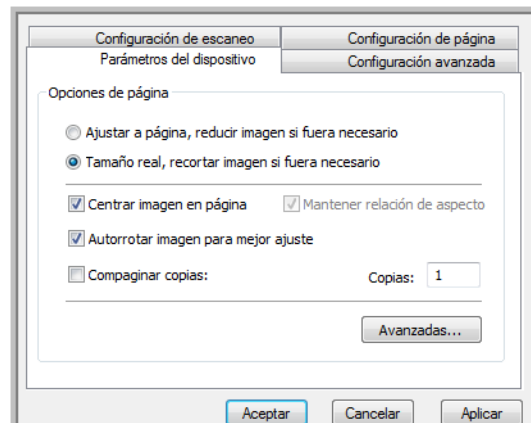 Configuración de escaneo
Configuración de página
Parámetros del dispositivo
Configuración avanzada
Opciones de página
Ajustar a página, reducir imagen si fuera necesario
Tamaño real, recortar imagen si fuera necesario
Centrar imagen en página
Mantener relación de aspecto
Autorrotar imagen para mejor ajuste
Compaginar copias:
Copias: 1
Avanzadas...
Aceptar
Cancelar
Aplicar